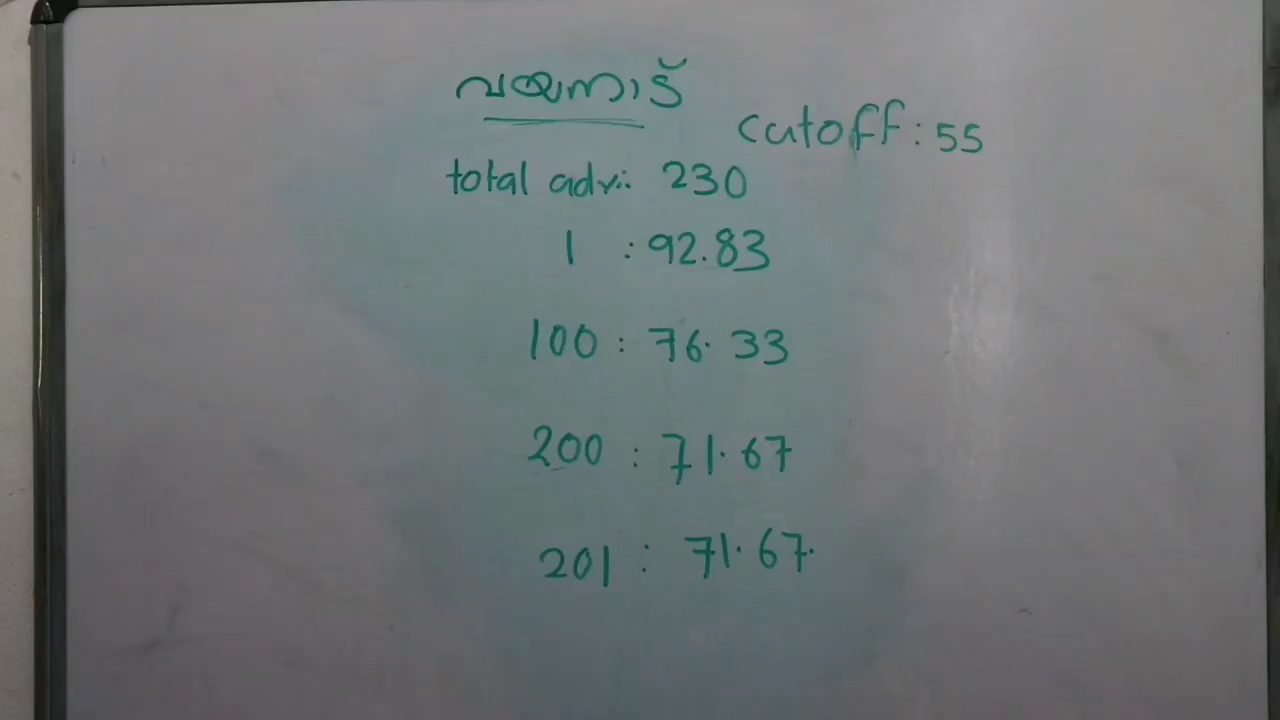 വയനാട്
cutoff : 55
total adv:. 230
1 : 92.83
100 : 76.33
200 : 71.67
201 : 71.67.